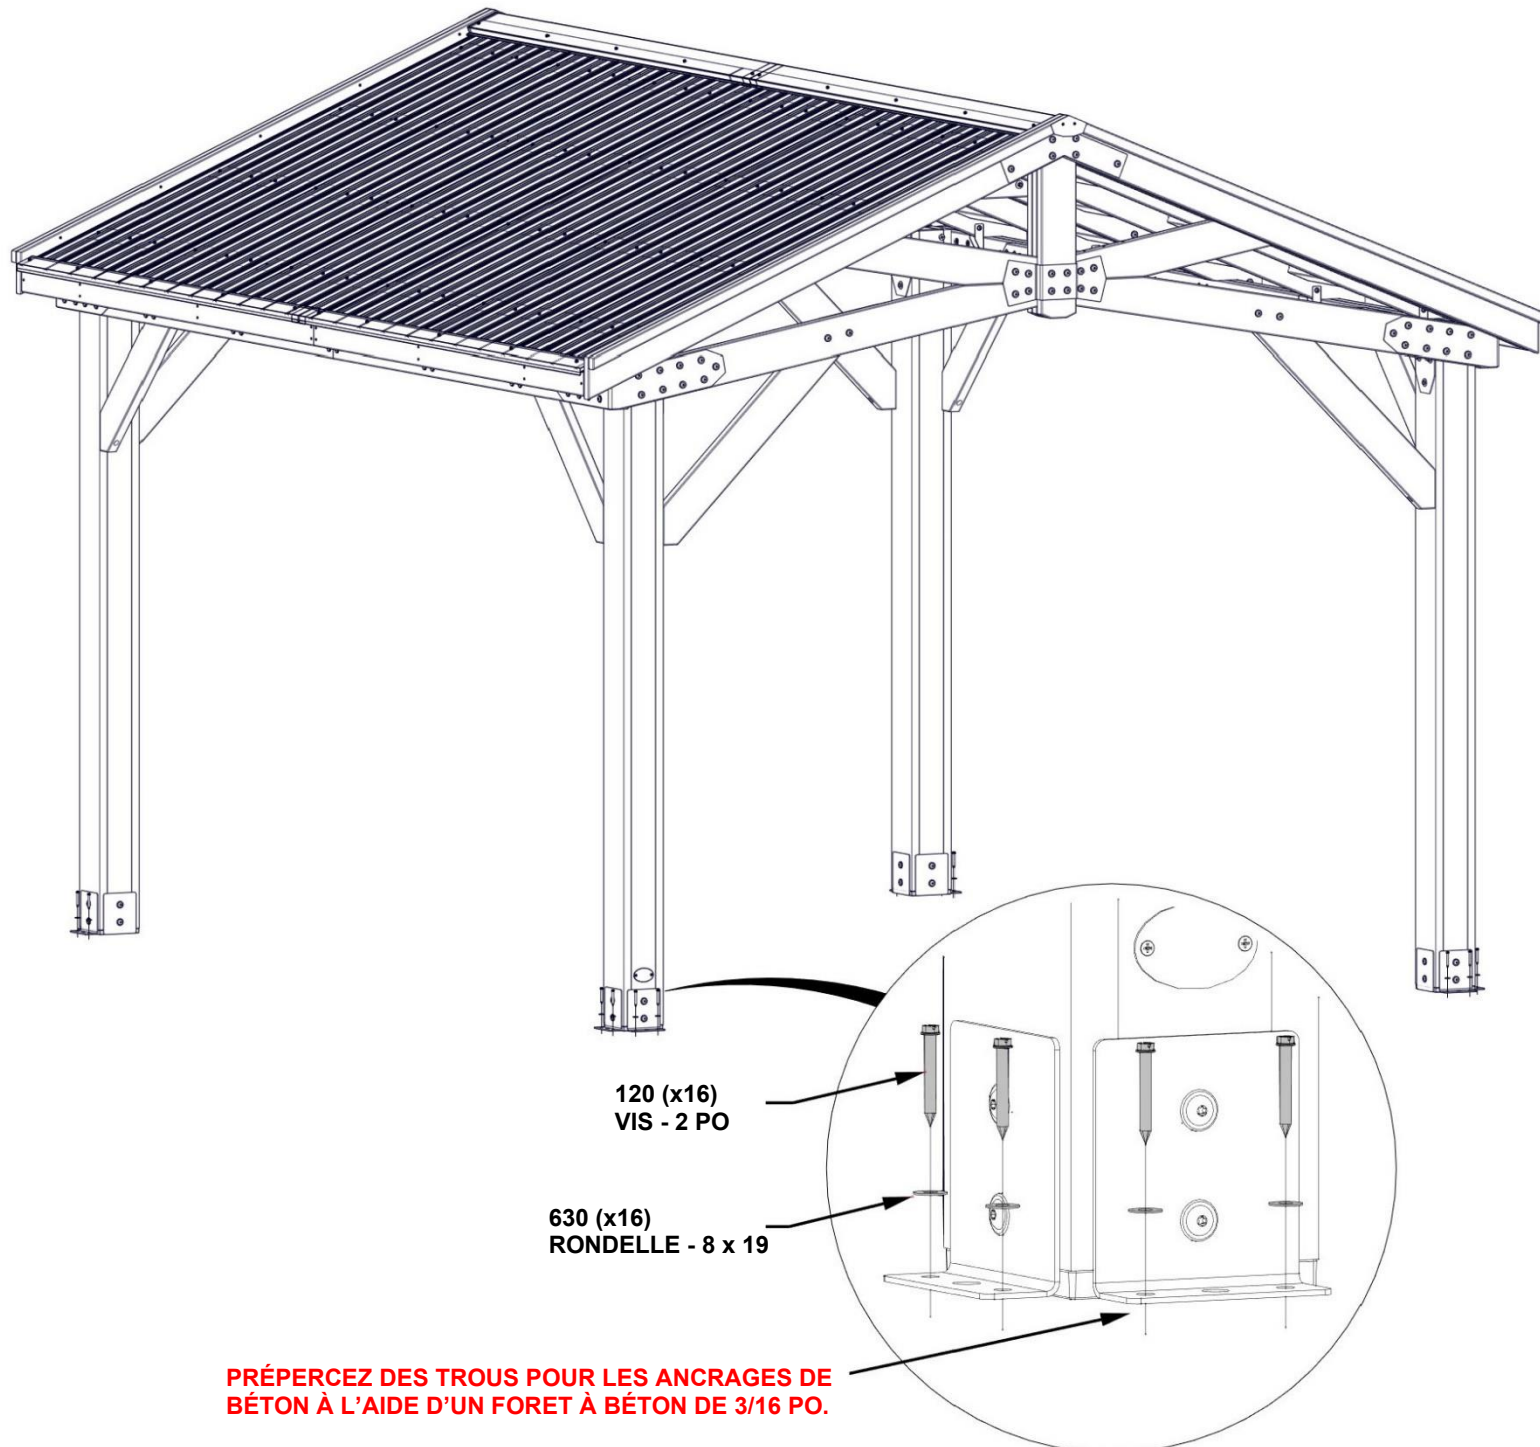 120 (x16)
VIS - 2 PO
630 (x16)
RONDELLE - 8 x 19
PRÉPERCEZ DES TROUS POUR LES ANCRAGES DE
BÉTON À L’AIDE D’UN FORET À BÉTON DE 3/16 PO.